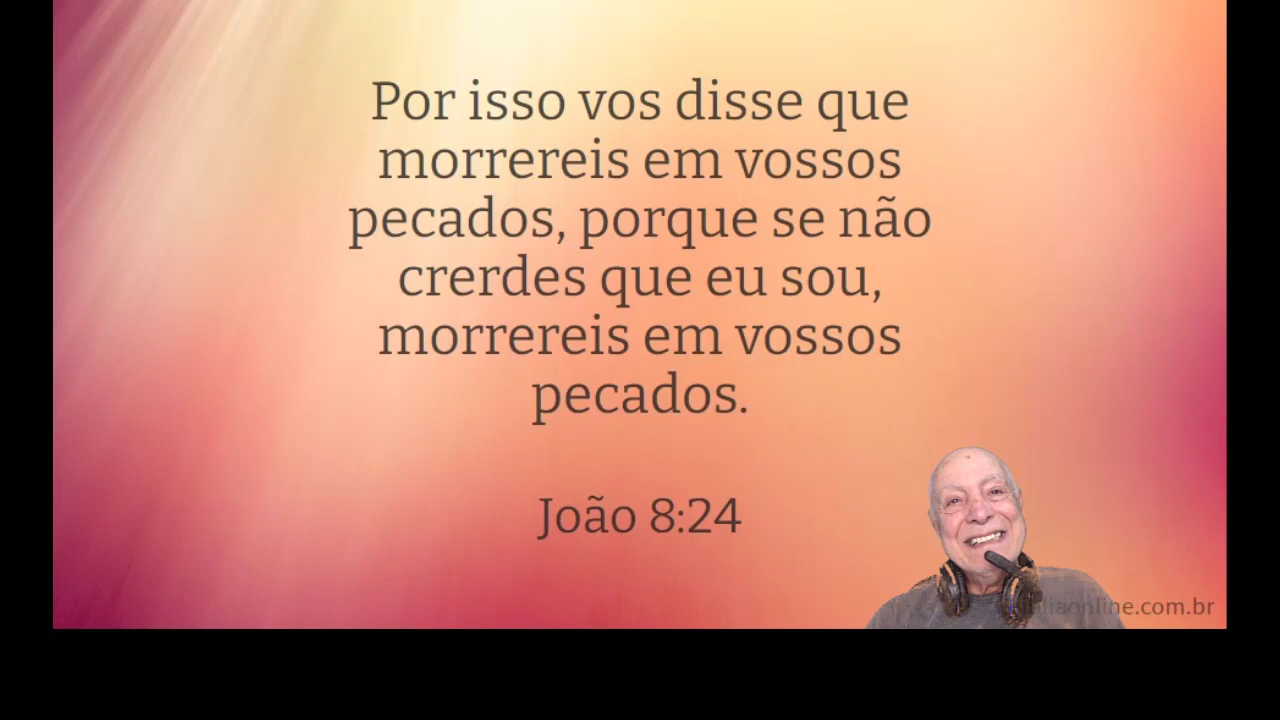 Por isso vos disse que
morrereis em vossos
pecados, porque se não
crerdes que eu sou,
morrereis em vossos
pecados.
João 8:24
bibliaonline.com.br